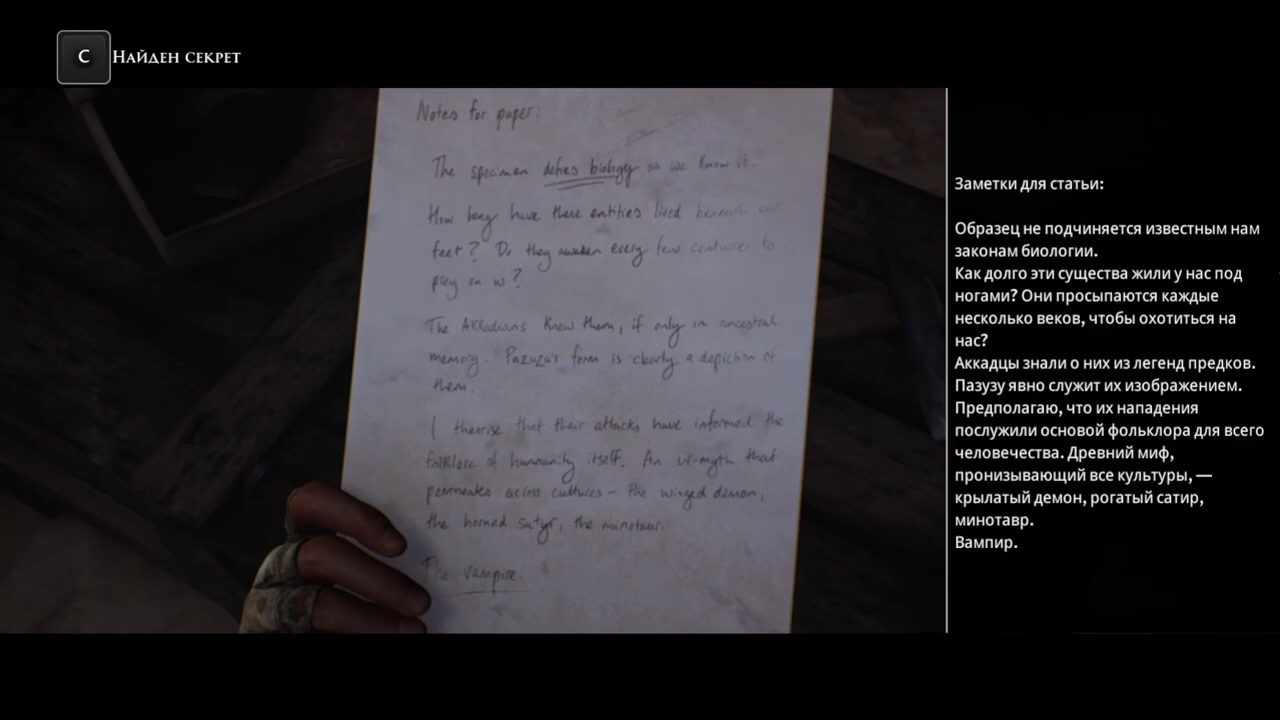 C
Найден секрет
Notes for paper:
The specimen defies biology as we know it.
How long have these entities lived beneath our
feet? Do they awaken every few centuries to
prey on us?
The Akkadians knew them, if only in ancestral
memory. Pazuzu's form is clearly a depiction of
them.
I theorise that their attacks have informed the
folklore of humanity itself. An ur-myth that
permeates across cultures – the winged demon,
the horned satyr, the minotaur.
The vampire.
Заметки для статьи:
Образец не подчиняется известным нам
законам биологии.
Как долго эти существа жили у нас под
ногами? Они просыпаются каждые
несколько веков, чтобы охотиться на
нас?
Аккадцы знали о них из легенд предков.
Пазузу явно служит их изображением.
Предполагаю, что их нападения
послужили основой фольклора для всего
человечества. Древний миф,
пронизывающий все культуры, —
крылатый демон, рогатый сатир,
минотавр.
Вампир.